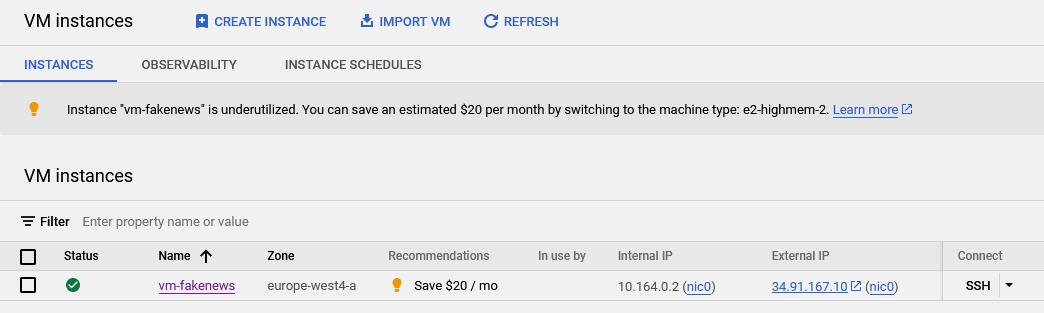 VM instances CREATE INSTANCE IMPORT VM REFRESH
INSTANCES OBSERVABILITY INSTANCE SCHEDULES
Instance "vm-fakenews" is underutilized. You can save an estimated $20 per month by switching to the machine type: e2-highmem-2. Learn more
VM instances
Filter Enter property name or value
Status Name Zone Recommendations In use by Internal IP External IP Connect
vm-fakenews europe-west4-a Save $20 / mo 10.164.0.2 (nic0) 34.91.167.10 (nic0) SSH